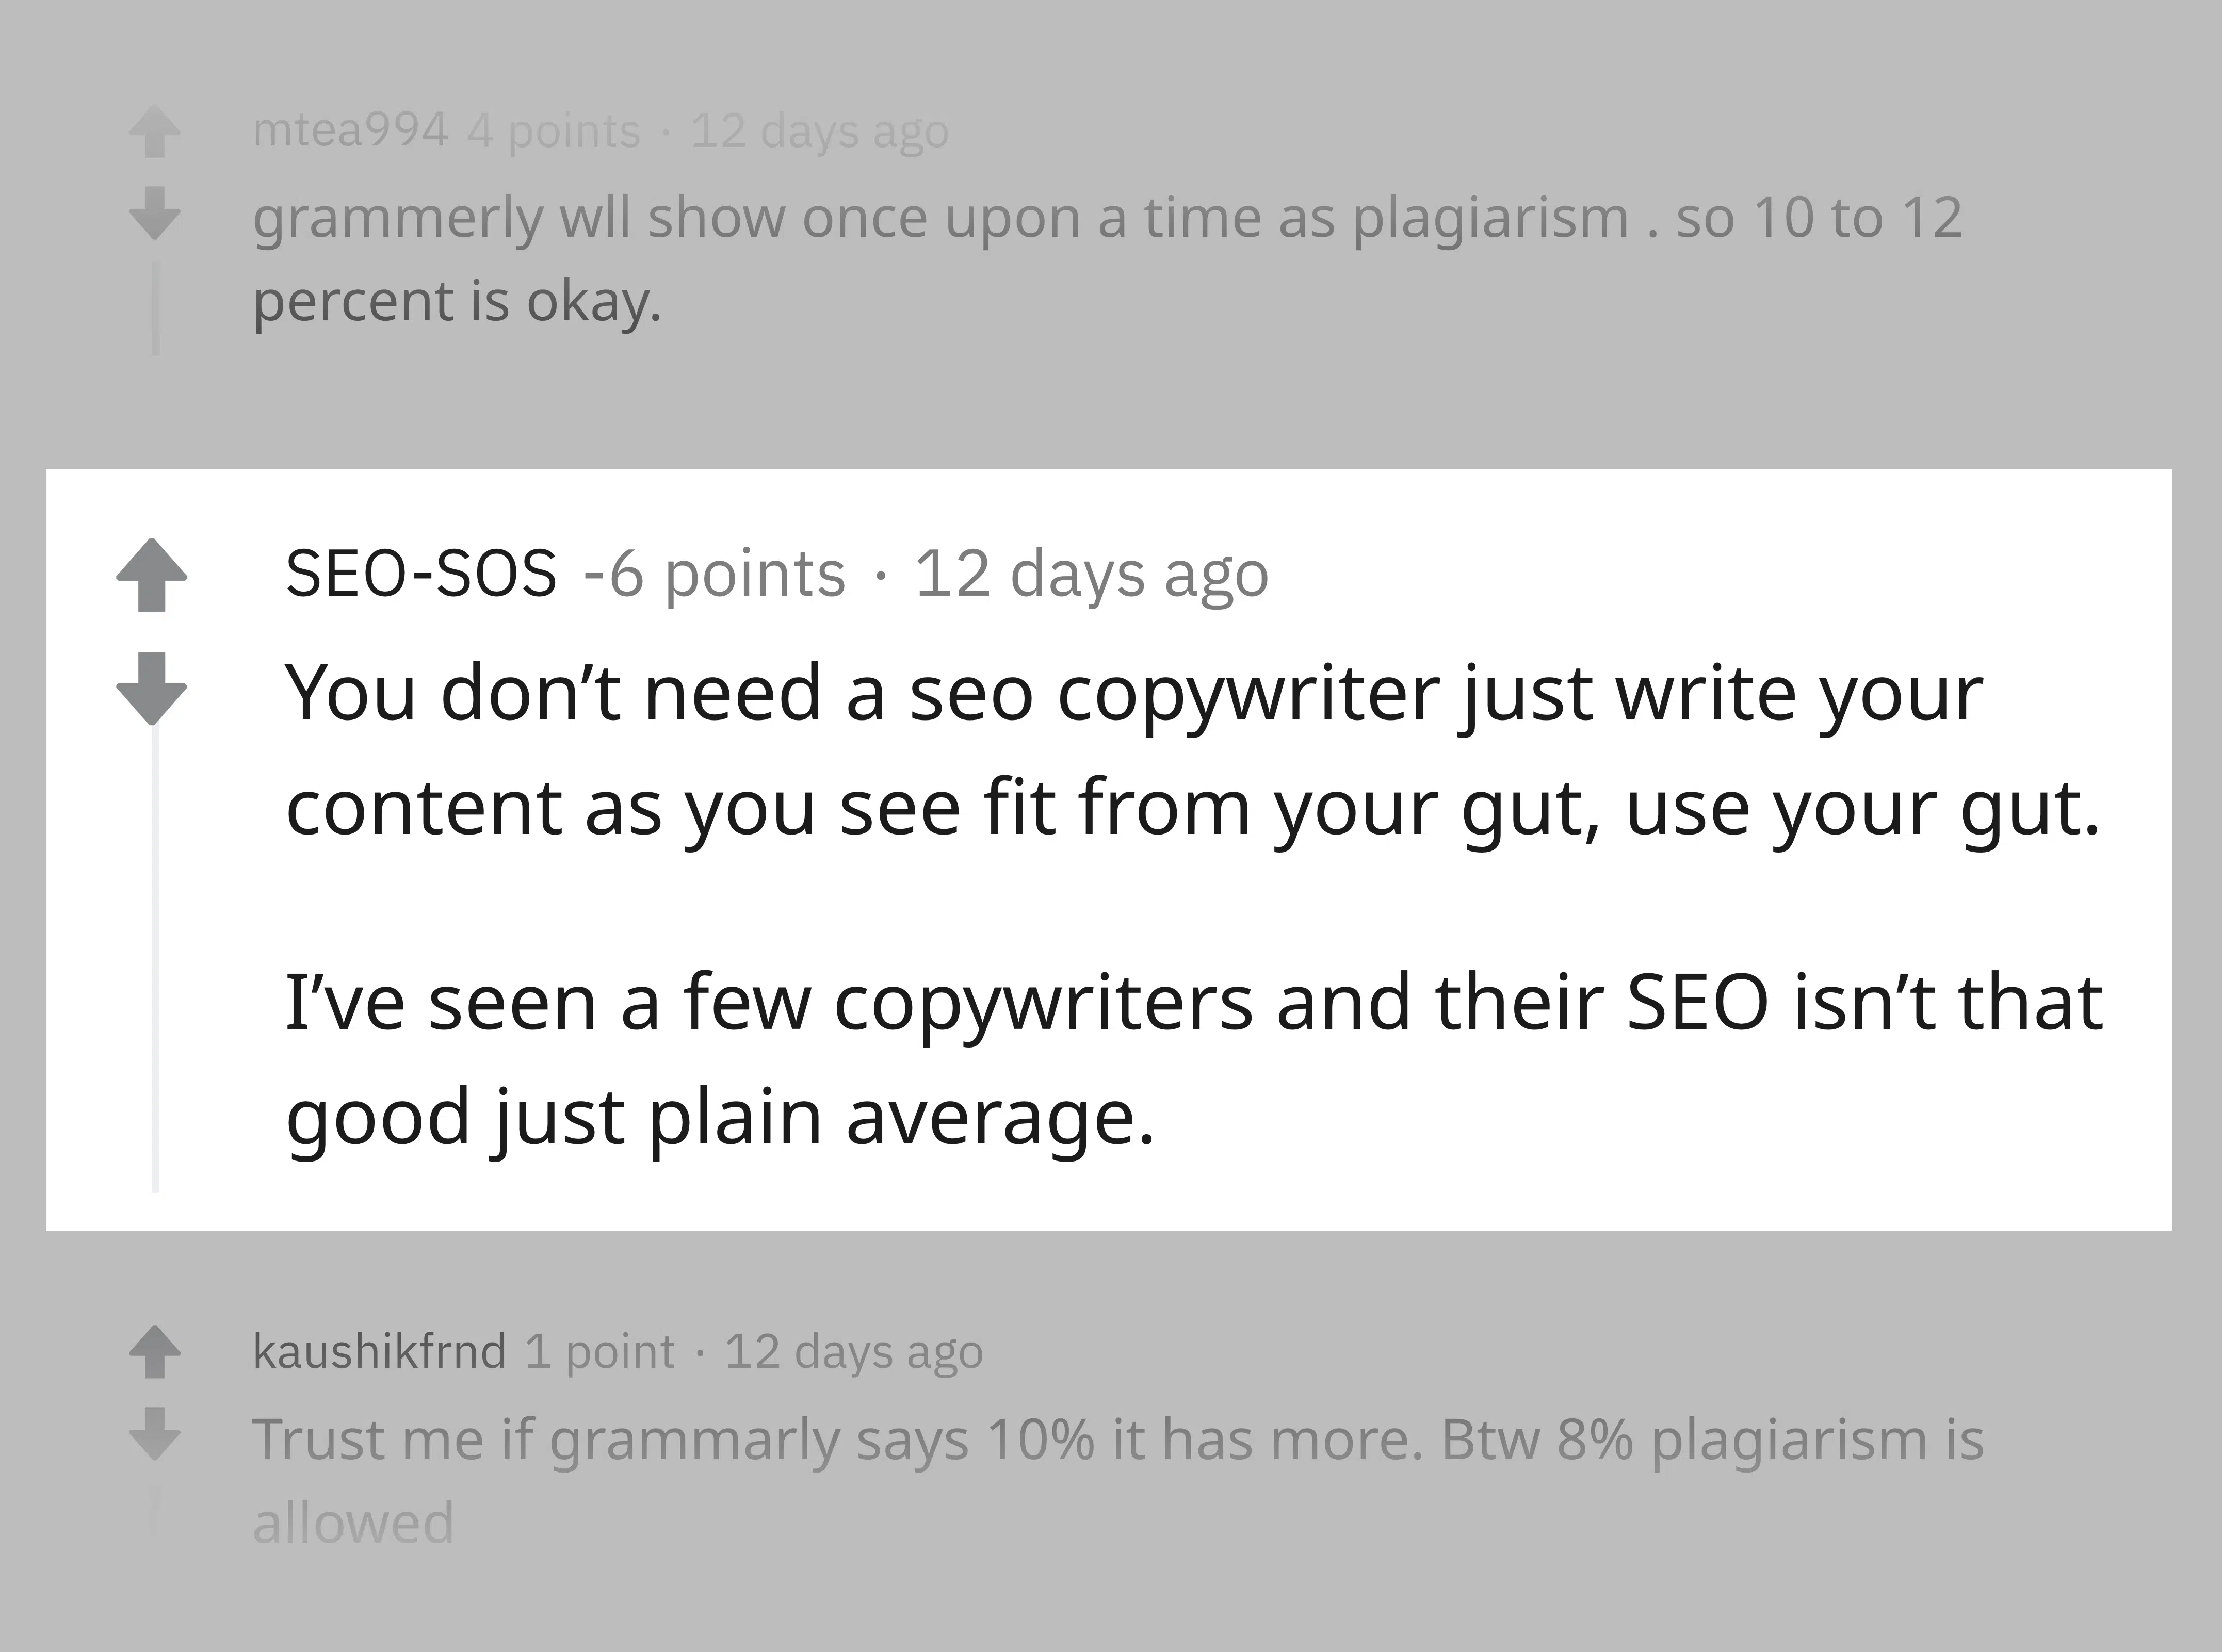 mtea994 4 points · 12 days ago
grammerly wll show once upon a time as plagiarism . so 10 to 12
percent is okay.
SEO-SOS -6 points · 12 days ago
You don’t need a seo copywriter just write your
content as you see fit from your gut, use your gut.
I’ve seen a few copywriters and their SEO isn’t that
good just plain average.
kaushikfrnd 1 point · 12 days ago
Trust me if grammarly says 10% it has more. Btw 8% plagiarism is
allowed